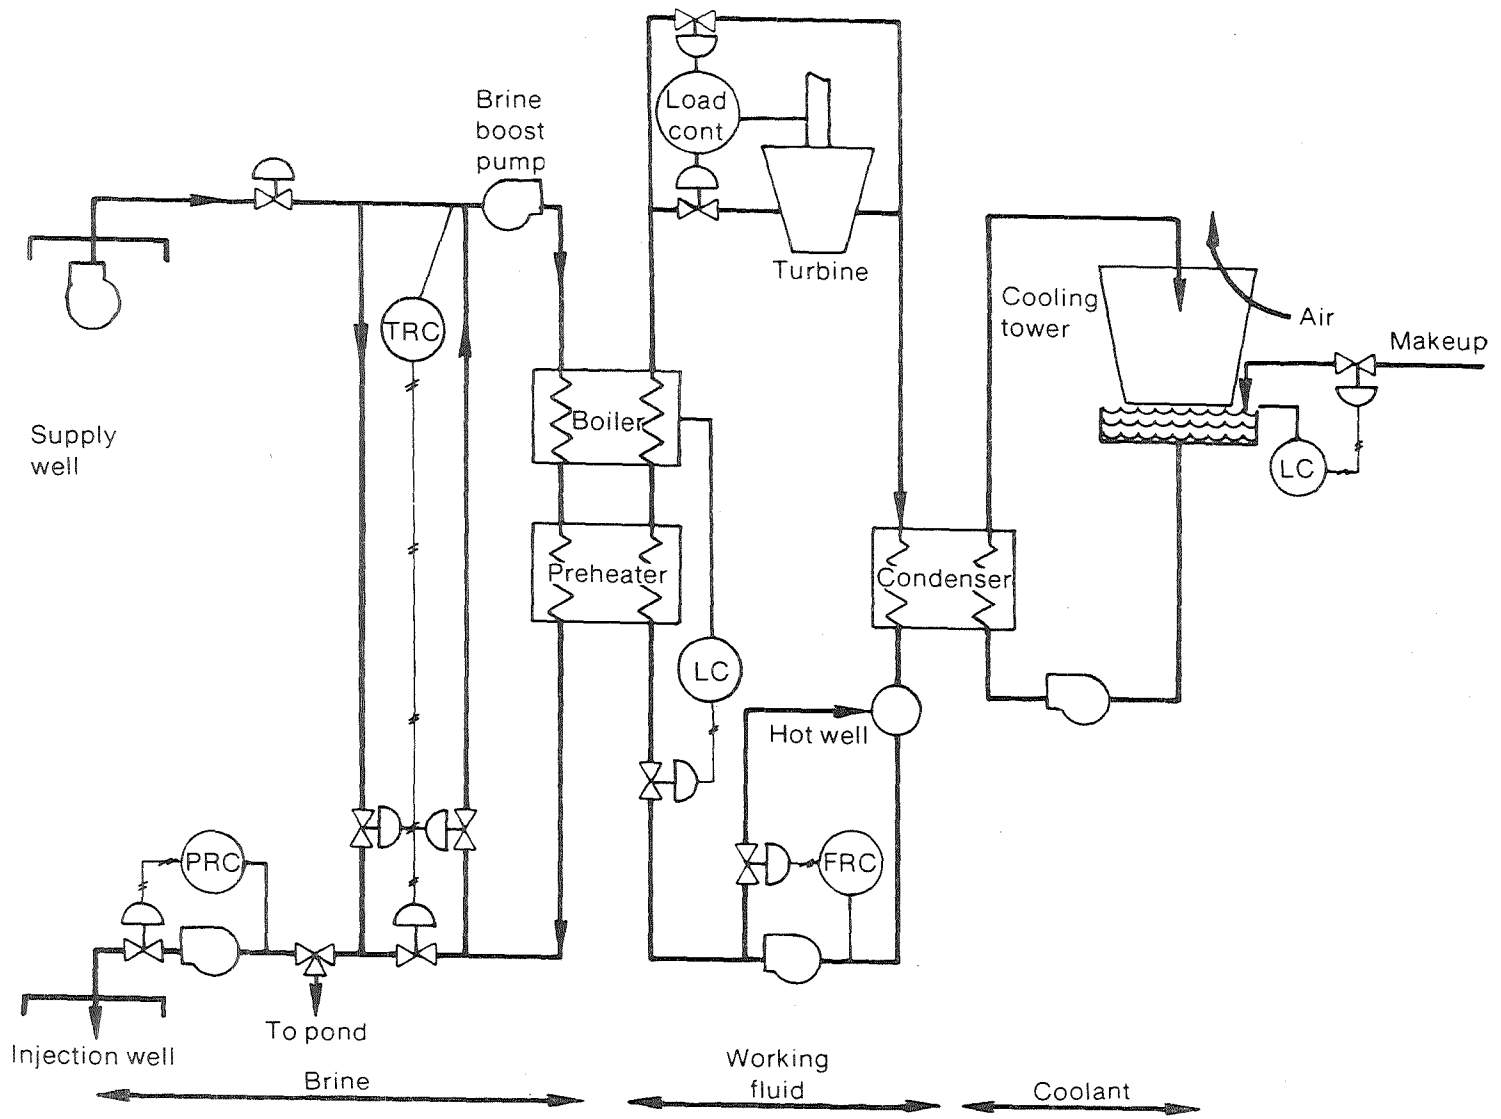 Brine
boost
pump
Load
cont
Turbine
Cooling
tower
Air
Makeup
TRC
Supply
well
Boiler
LC
Preheater
Condenser
LC
Hot well
PRC
FRC
To pond
Injection well
Brine
Working
fluid
Coolant